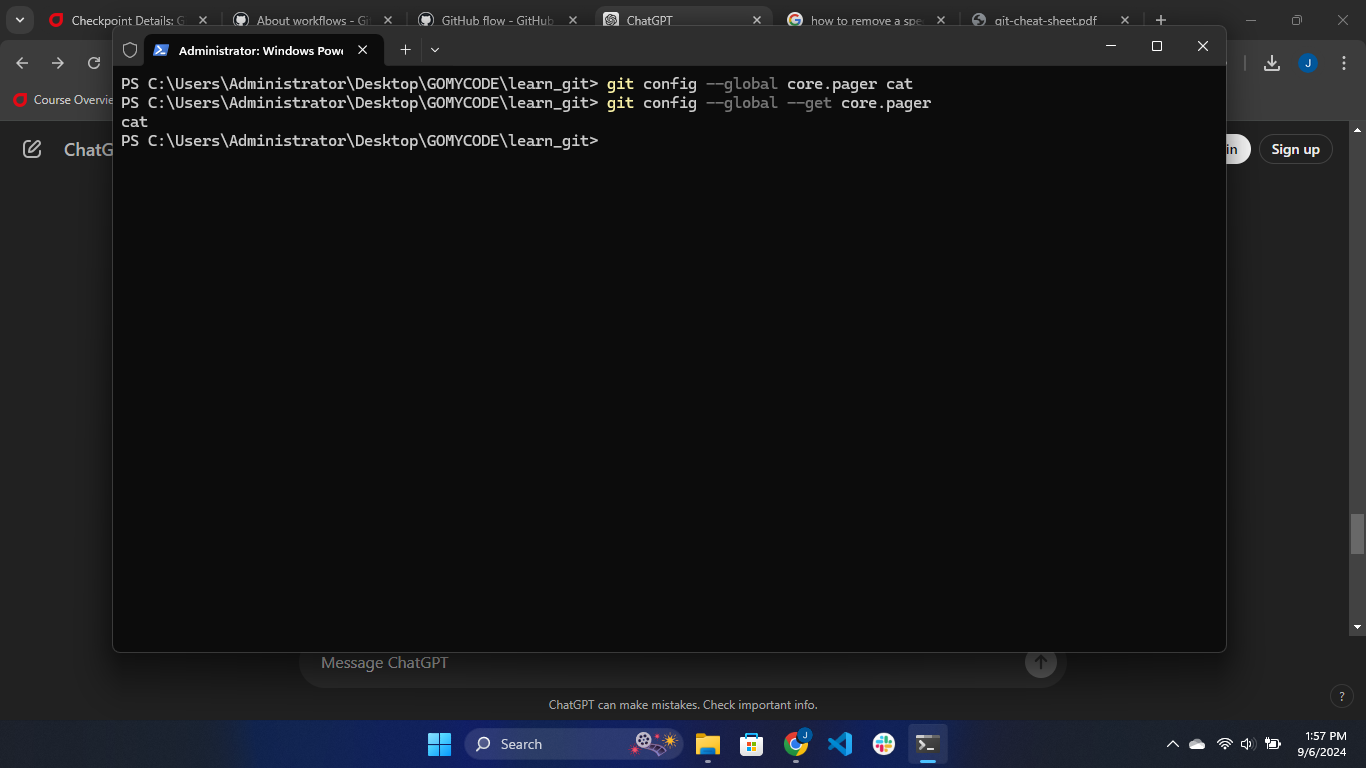 Checkpoint Details: G
About workflows - Gi
GitHub flow - GitHub
ChatGPT
how to remove a spe
git-cheat-sheet.pdf
Administrator: Windows Powe
J
Course Overvie
PS C:\Users\Administrator\Desktop\GOMYCODE\learn_git> git config --global core.pager cat
PS C:\Users\Administrator\Desktop\GOMYCODE\learn_git> git config --global --get core.pager
cat
PS C:\Users\Administrator\Desktop\GOMYCODE\learn_git>
ChatG
in
Sign up
Message ChatGPT
ChatGPT can make mistakes. Check important info.
?
Search
J
1:57 PM
9/6/2024